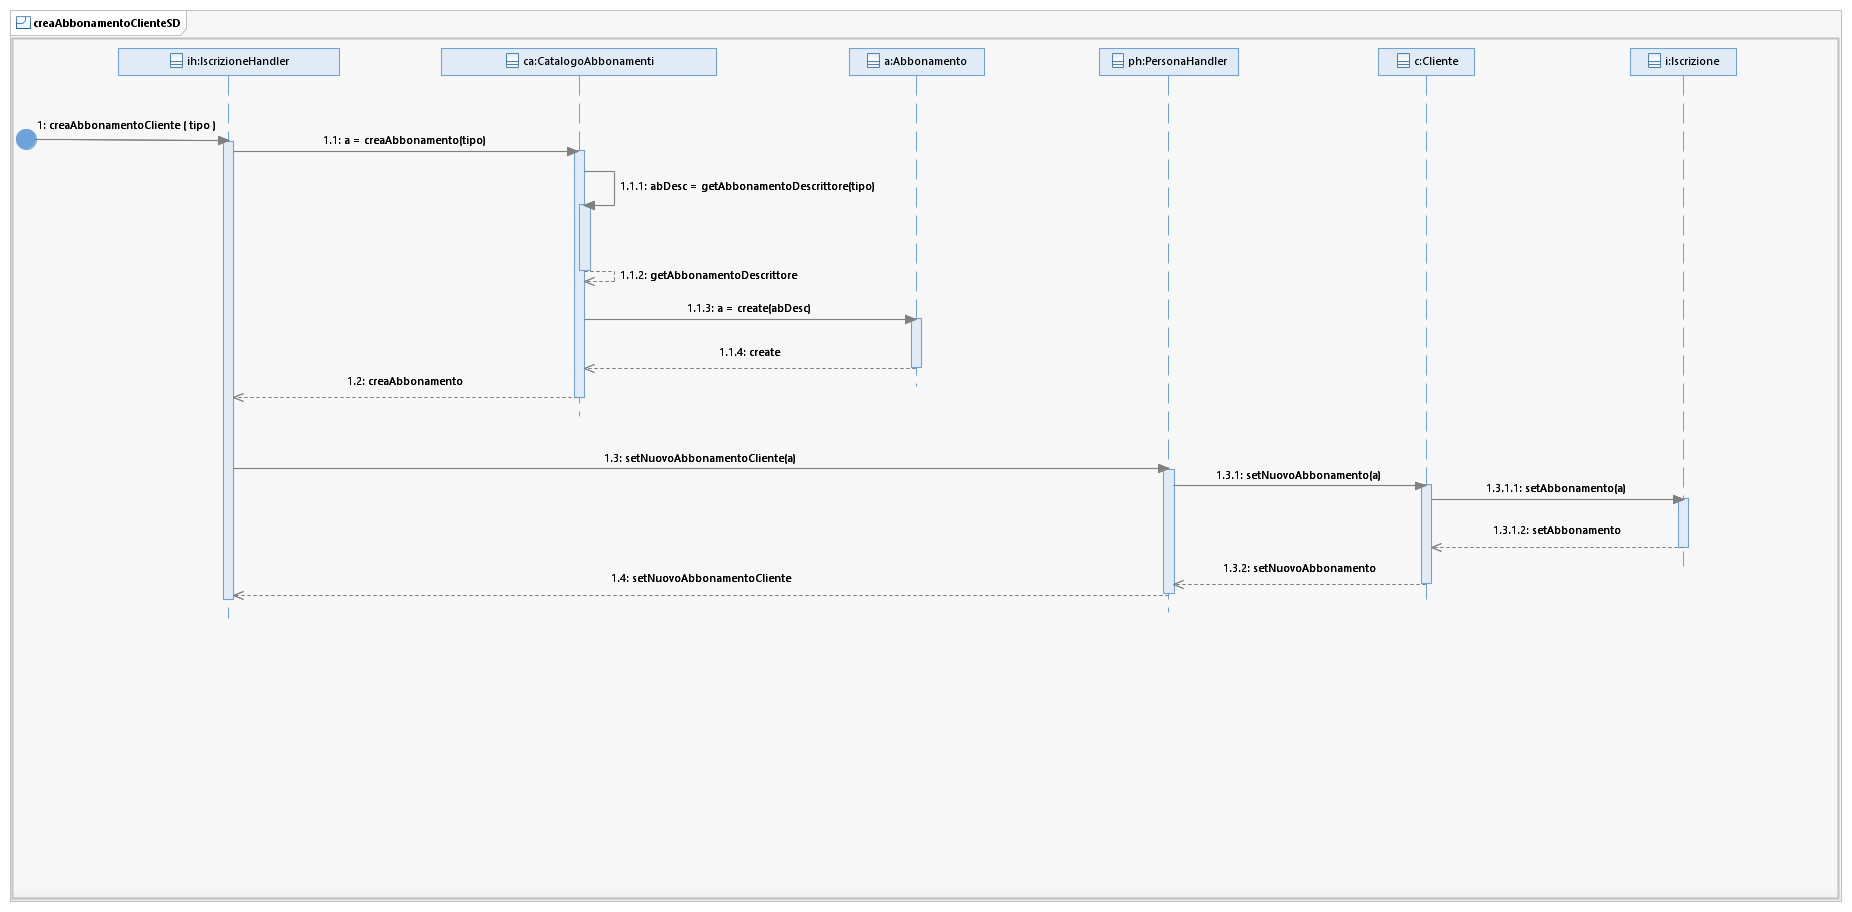 creaAbbonamentoClienteSD
ih:IscrizioneHandler
ca:CatalogoAbbonamenti
a:Abbonamento
ph:PersonaHandler
c:Cliente
i:Iscrizione
1: creaAbbonamentoCliente ( tipo )
1.1: a = creaAbbonamento(tipo)
1.1.1: abDesc = getAbbonamentoDescrittore(tipo)
1.1.2: getAbbonamentoDescrittore
1.1.3: a = create(abDesc)
1.1.4: create
1.2: creaAbbonamento
1.3: setNuovoAbbonamentoCliente(a)
1.3.1: setNuovoAbbonamento(a)
1.3.1.1: setAbbonamento(a)
1.3.1.2: setAbbonamento
1.3.2: setNuovoAbbonamento
1.4: setNuovoAbbonamentoCliente